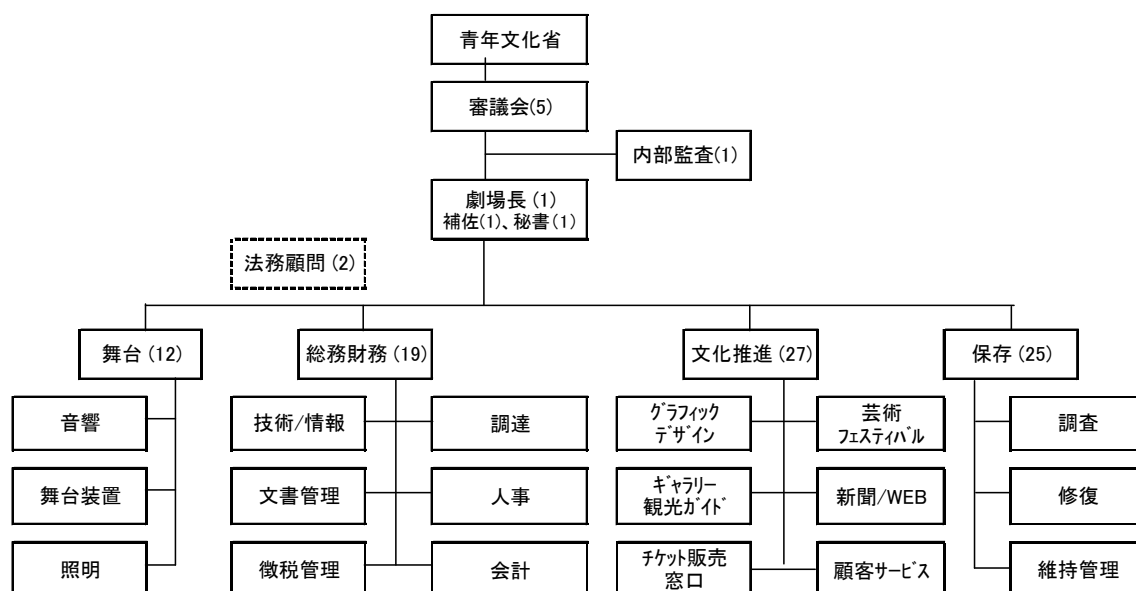 青年文化省
審議会(5)
内部監査(1)
劇場長 (1)
補佐(1)、秘書(1)
法務顧問 (2)
舞台 (12)
総務財務 (19)
文化推進 (27)
保存 (25)
音響
技術/情報
調達
グラフィック
デザイン
芸術
フェスティバル
調査
舞台装置
文書管理
人事
ギャラリー
観光ガイド
新聞/WEB
修復
照明
徴税管理
会計
チケット販売
窓口
顧客サービス
維持管理